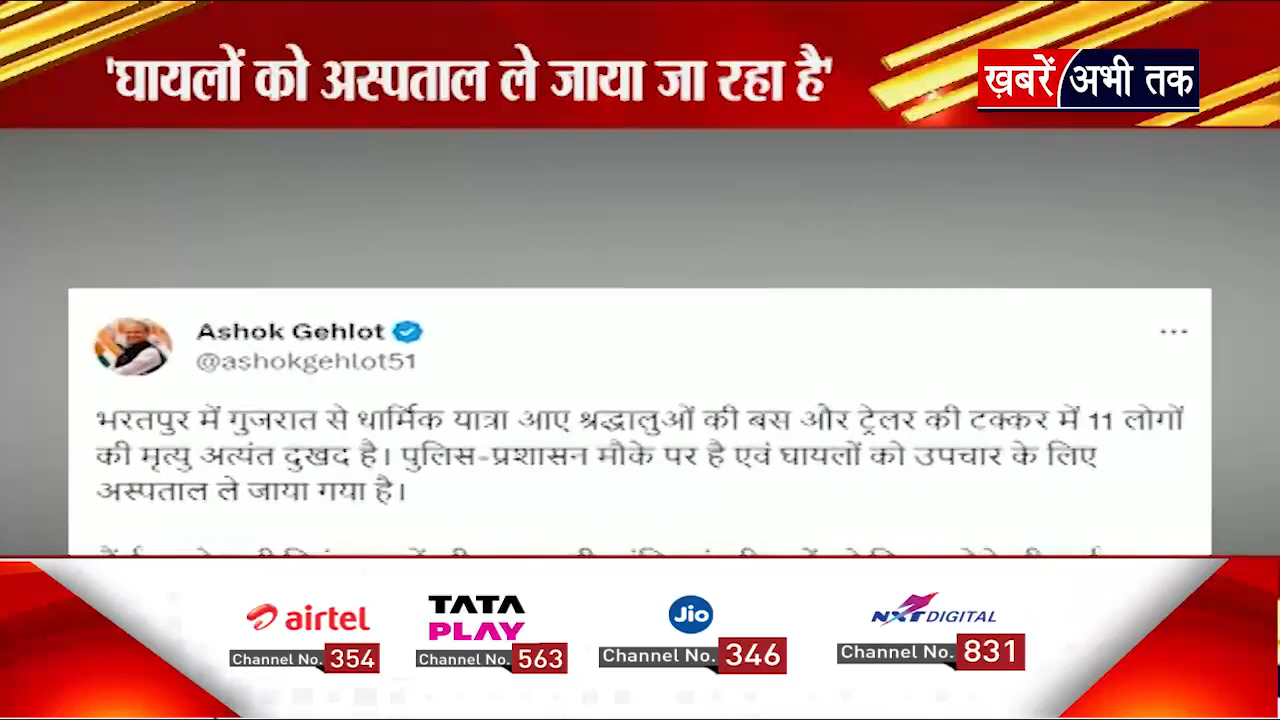 'घायलों को अस्पताल ले जाया जा रहा है'
ख़बरें अभी तक
Ashok Gehlot
@ashokgehlot51
भरतपुर में गुजरात से धार्मिक यात्रा आए श्रद्धालुओं की बस और ट्रेलर की टक्कर में 11 लोगों
की मृत्यु अत्यंत दुखद है। पुलिस-प्रशासन मौके पर है एवं घायलों को उपचार के लिए
अस्पताल ले जाया गया है।
airtel
TATA
PLAY
Jio
NXT DIGITAL
Channel No. 354
Channel No. 563
Channel No. 346
Channel No. 831